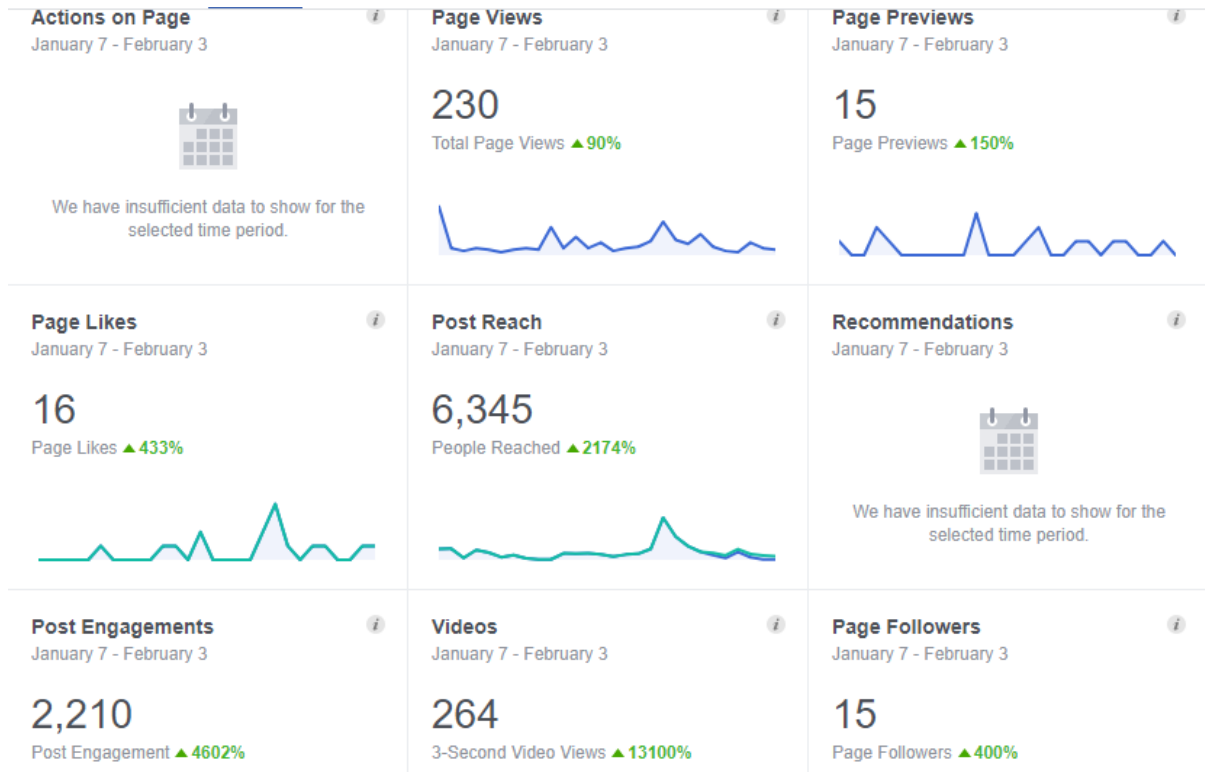 Actions on Page
January 7 - February 3
We have insufficient data to show for the
selected time period.
Page Views
January 7 - February 3
230
Total Page Views ▲ 90%
Page Previews
January 7 - February 3
15
Page Previews ▲ 150%
Page Likes
January 7 - February 3
16
Page Likes ▲ 433%
Post Reach
January 7 - February 3
6,345
People Reached ▲ 2174%
Recommendations
January 7 - February 3
We have insufficient data to show for the
selected time period.
Post Engagements
January 7 - February 3
2,210
Post Engagement ▲ 4602%
Videos
January 7 - February 3
264
3-Second Video Views ▲ 13100%
Page Followers
January 7 - February 3
15
Page Followers ▲ 400%